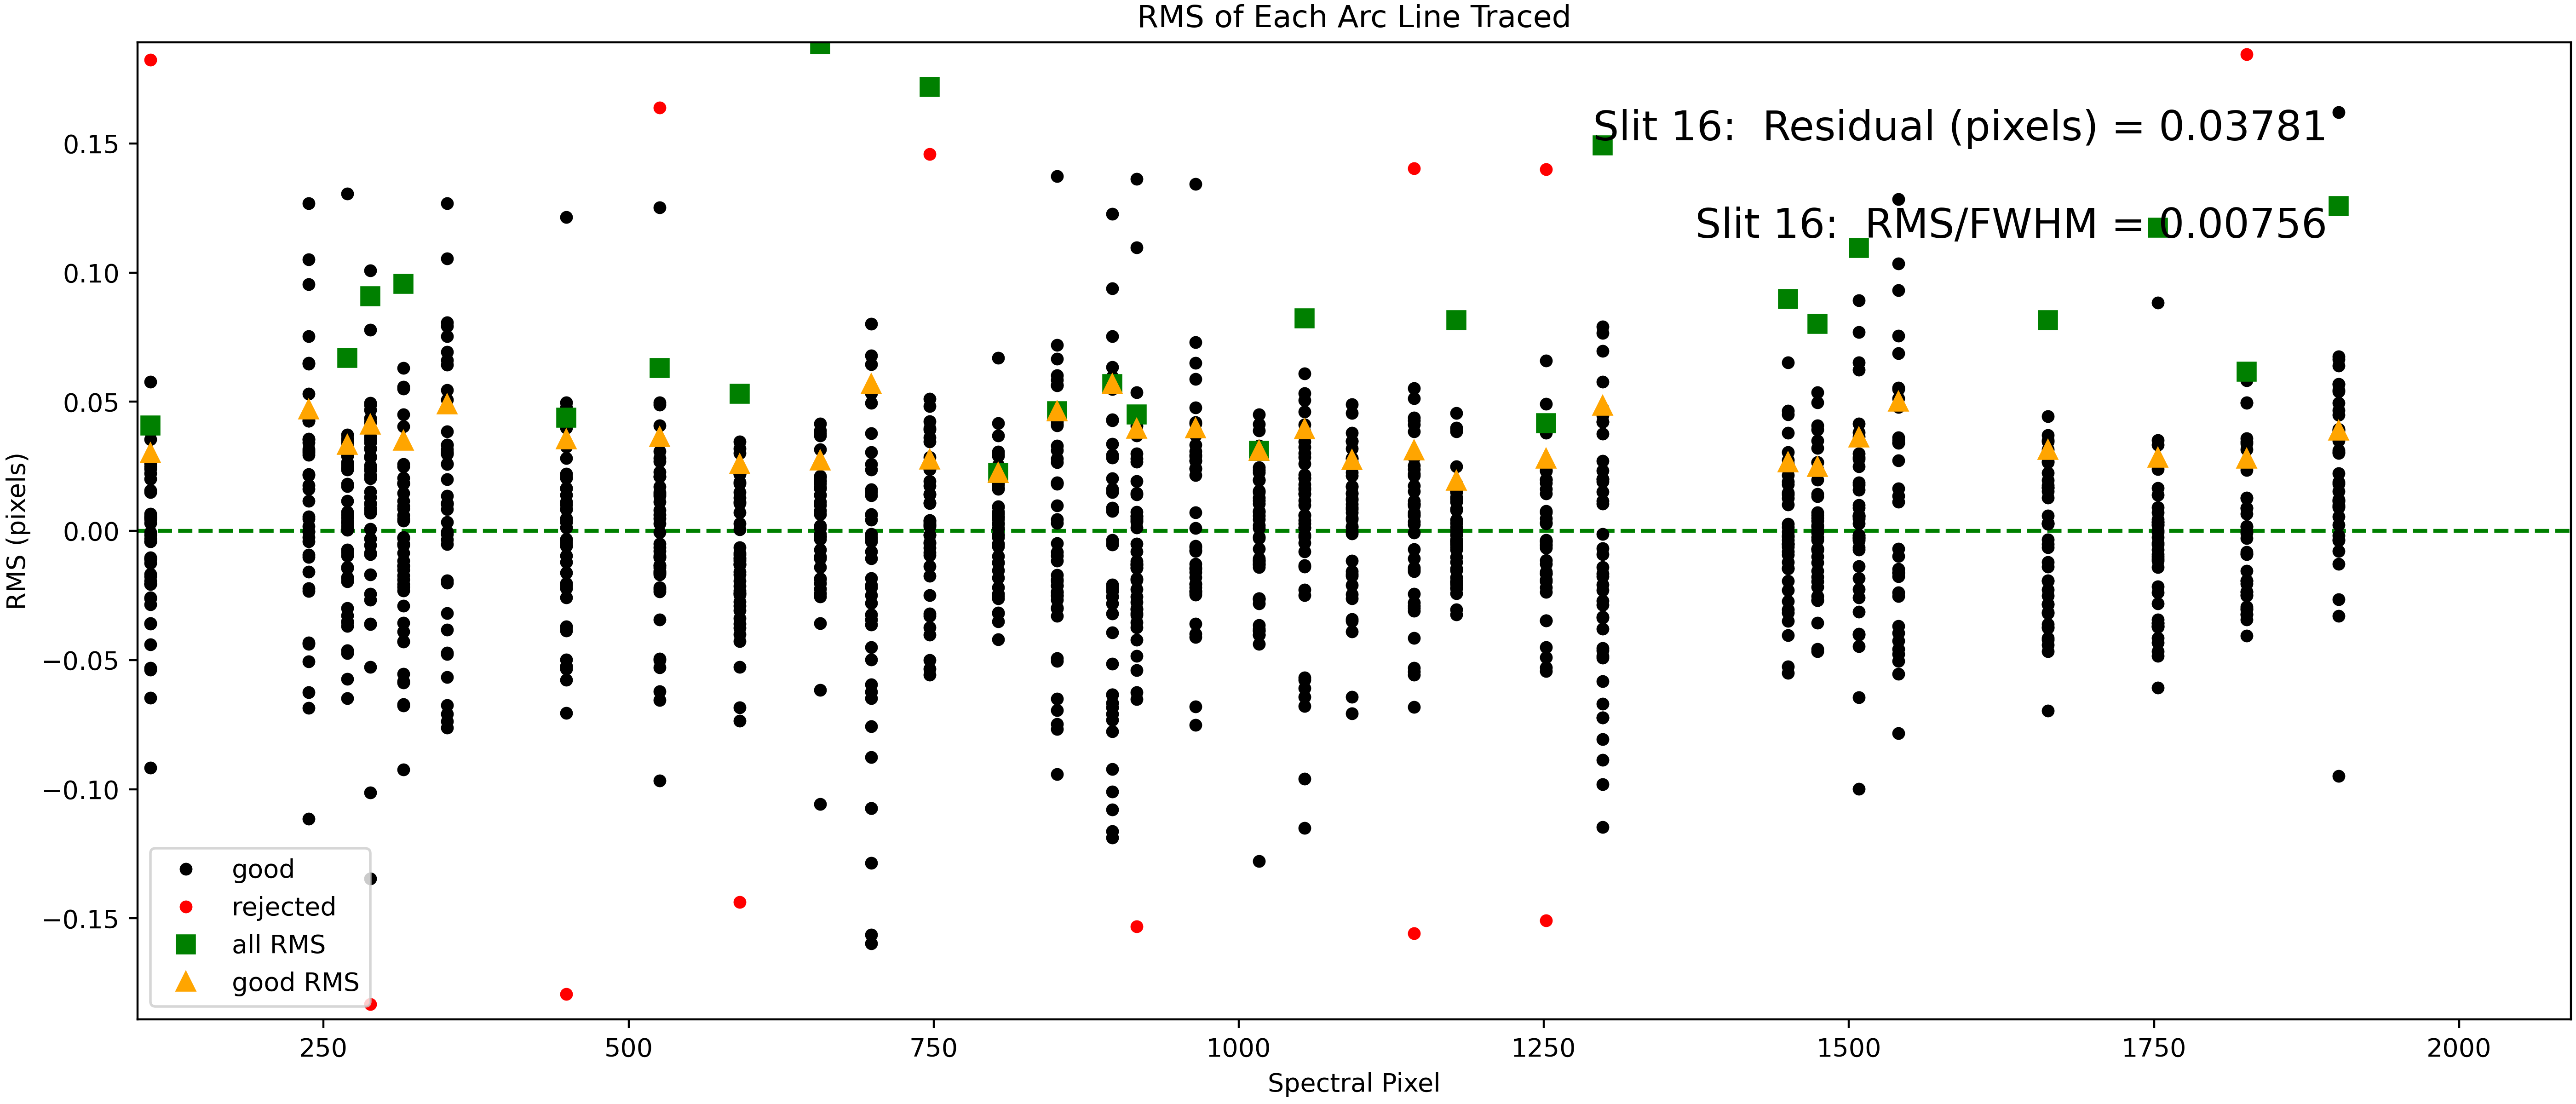 RMS of Each Arc Line Traced
Slit 16:  Residual (pixels) = 0.03781
Slit 16:  RMS/FWHM = 0.00756
RMS (pixels)
0.15
0.10
0.05
0.00
−0.05
−0.10
−0.15
good
rejected
all RMS
good RMS
250 500 750 1000 1250 1500 1750 2000
Spectral Pixel